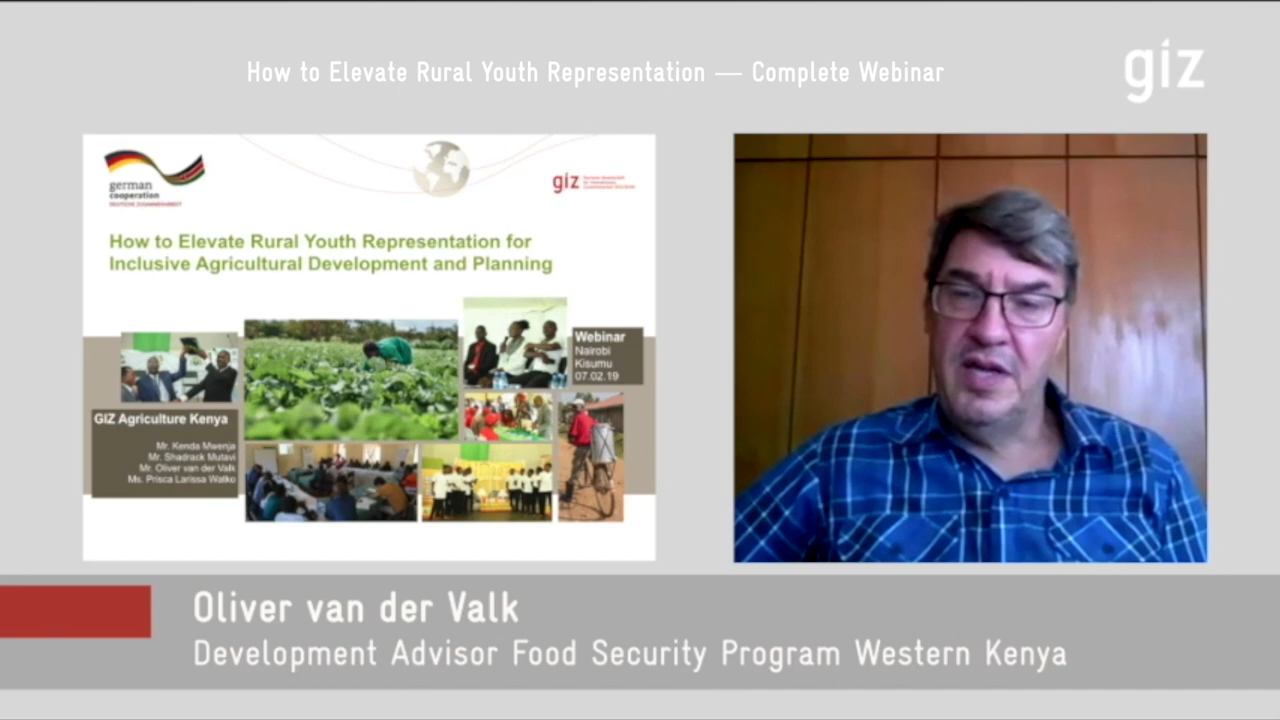 How to Elevate Rural Youth Representation — Complete Webinar
giz
german
cooperation
DEUTSCHE ZUSAMMENARBEIT
giz
How to Elevate Rural Youth Representation for
Inclusive Agricultural Development and Planning
Webinar
Nairobi
Kisumu
07.02.19
GIZ Agriculture Kenya
Mr. Kenda Mwenja
Mr. Shadrack Mutavi
Mr. Oliver van der Valk
Ms. Prisca Larissa Watko
Oliver van der Valk
Development Advisor Food Security Program Western Kenya